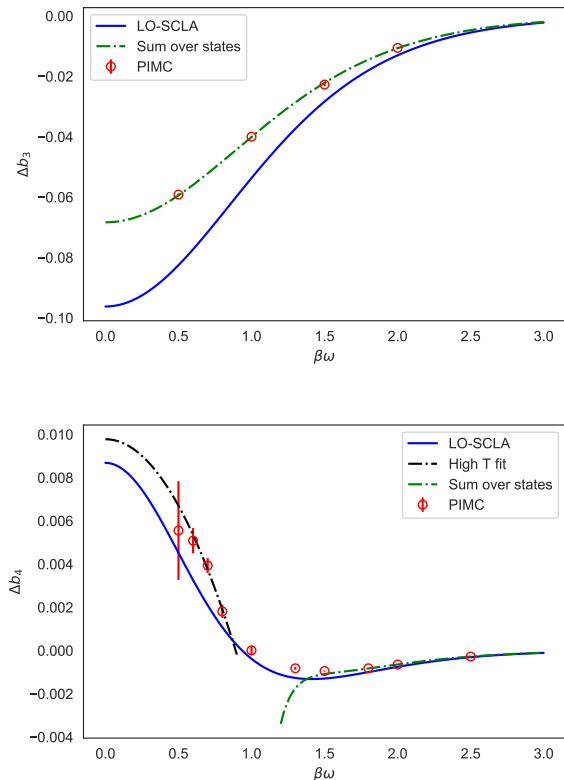 0.00
−0.02
−0.04
−0.06
−0.08
−0.10
Δb₃
LO-SCLA
Sum over states
PIMC
0.0 0.5 1.0 1.5 2.0 2.5 3.0
βω
0.010
0.008
0.006
0.004
0.002
0.000
−0.002
−0.004
Δb₄
LO-SCLA
High T fit
Sum over states
PIMC
0.0 0.5 1.0 1.5 2.0 2.5 3.0
βω